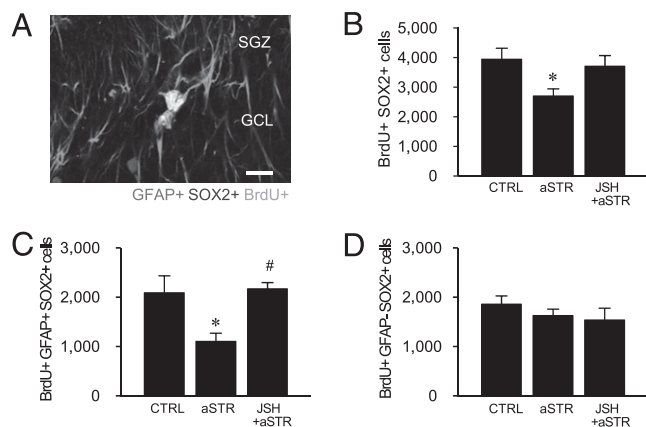 A
SGZ
GCL
GFAP+ SOX2+ BrdU+
B
BrdU+ SOX2+ cells
5,000
4,000
3,000
2,000
1,000
0
*
CTRL
aSTR
JSH
+aSTR
C
BrdU+ GFAP+ SOX2+ cells
3,000
2,000
1,000
0
*
#
CTRL
aSTR
JSH
+aSTR
D
BrdU+ GFAP- SOX2+ cells
3,000
2,000
1,000
0
CTRL
aSTR
JSH
+aSTR